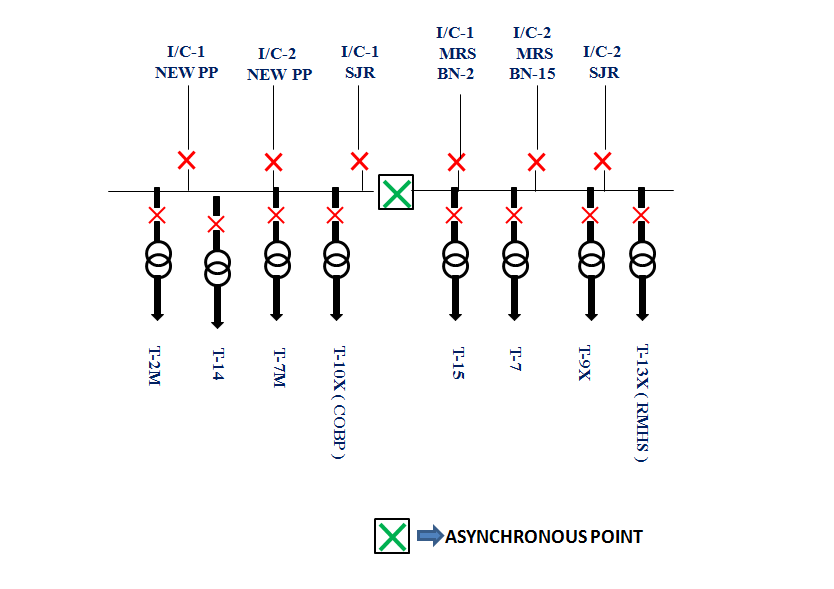 I/C-1
NEW PP
I/C-2
NEW PP
I/C-1
SJR
I/C-1
MRS
BN-2
I/C-2
MRS
BN-15
I/C-2
SJR
T-2M
T-14
T-7M
T-10X ( COBP )
T-15
T-7
T-9X
T-13X ( RMHS )
ASYNCHRONOUS POINT